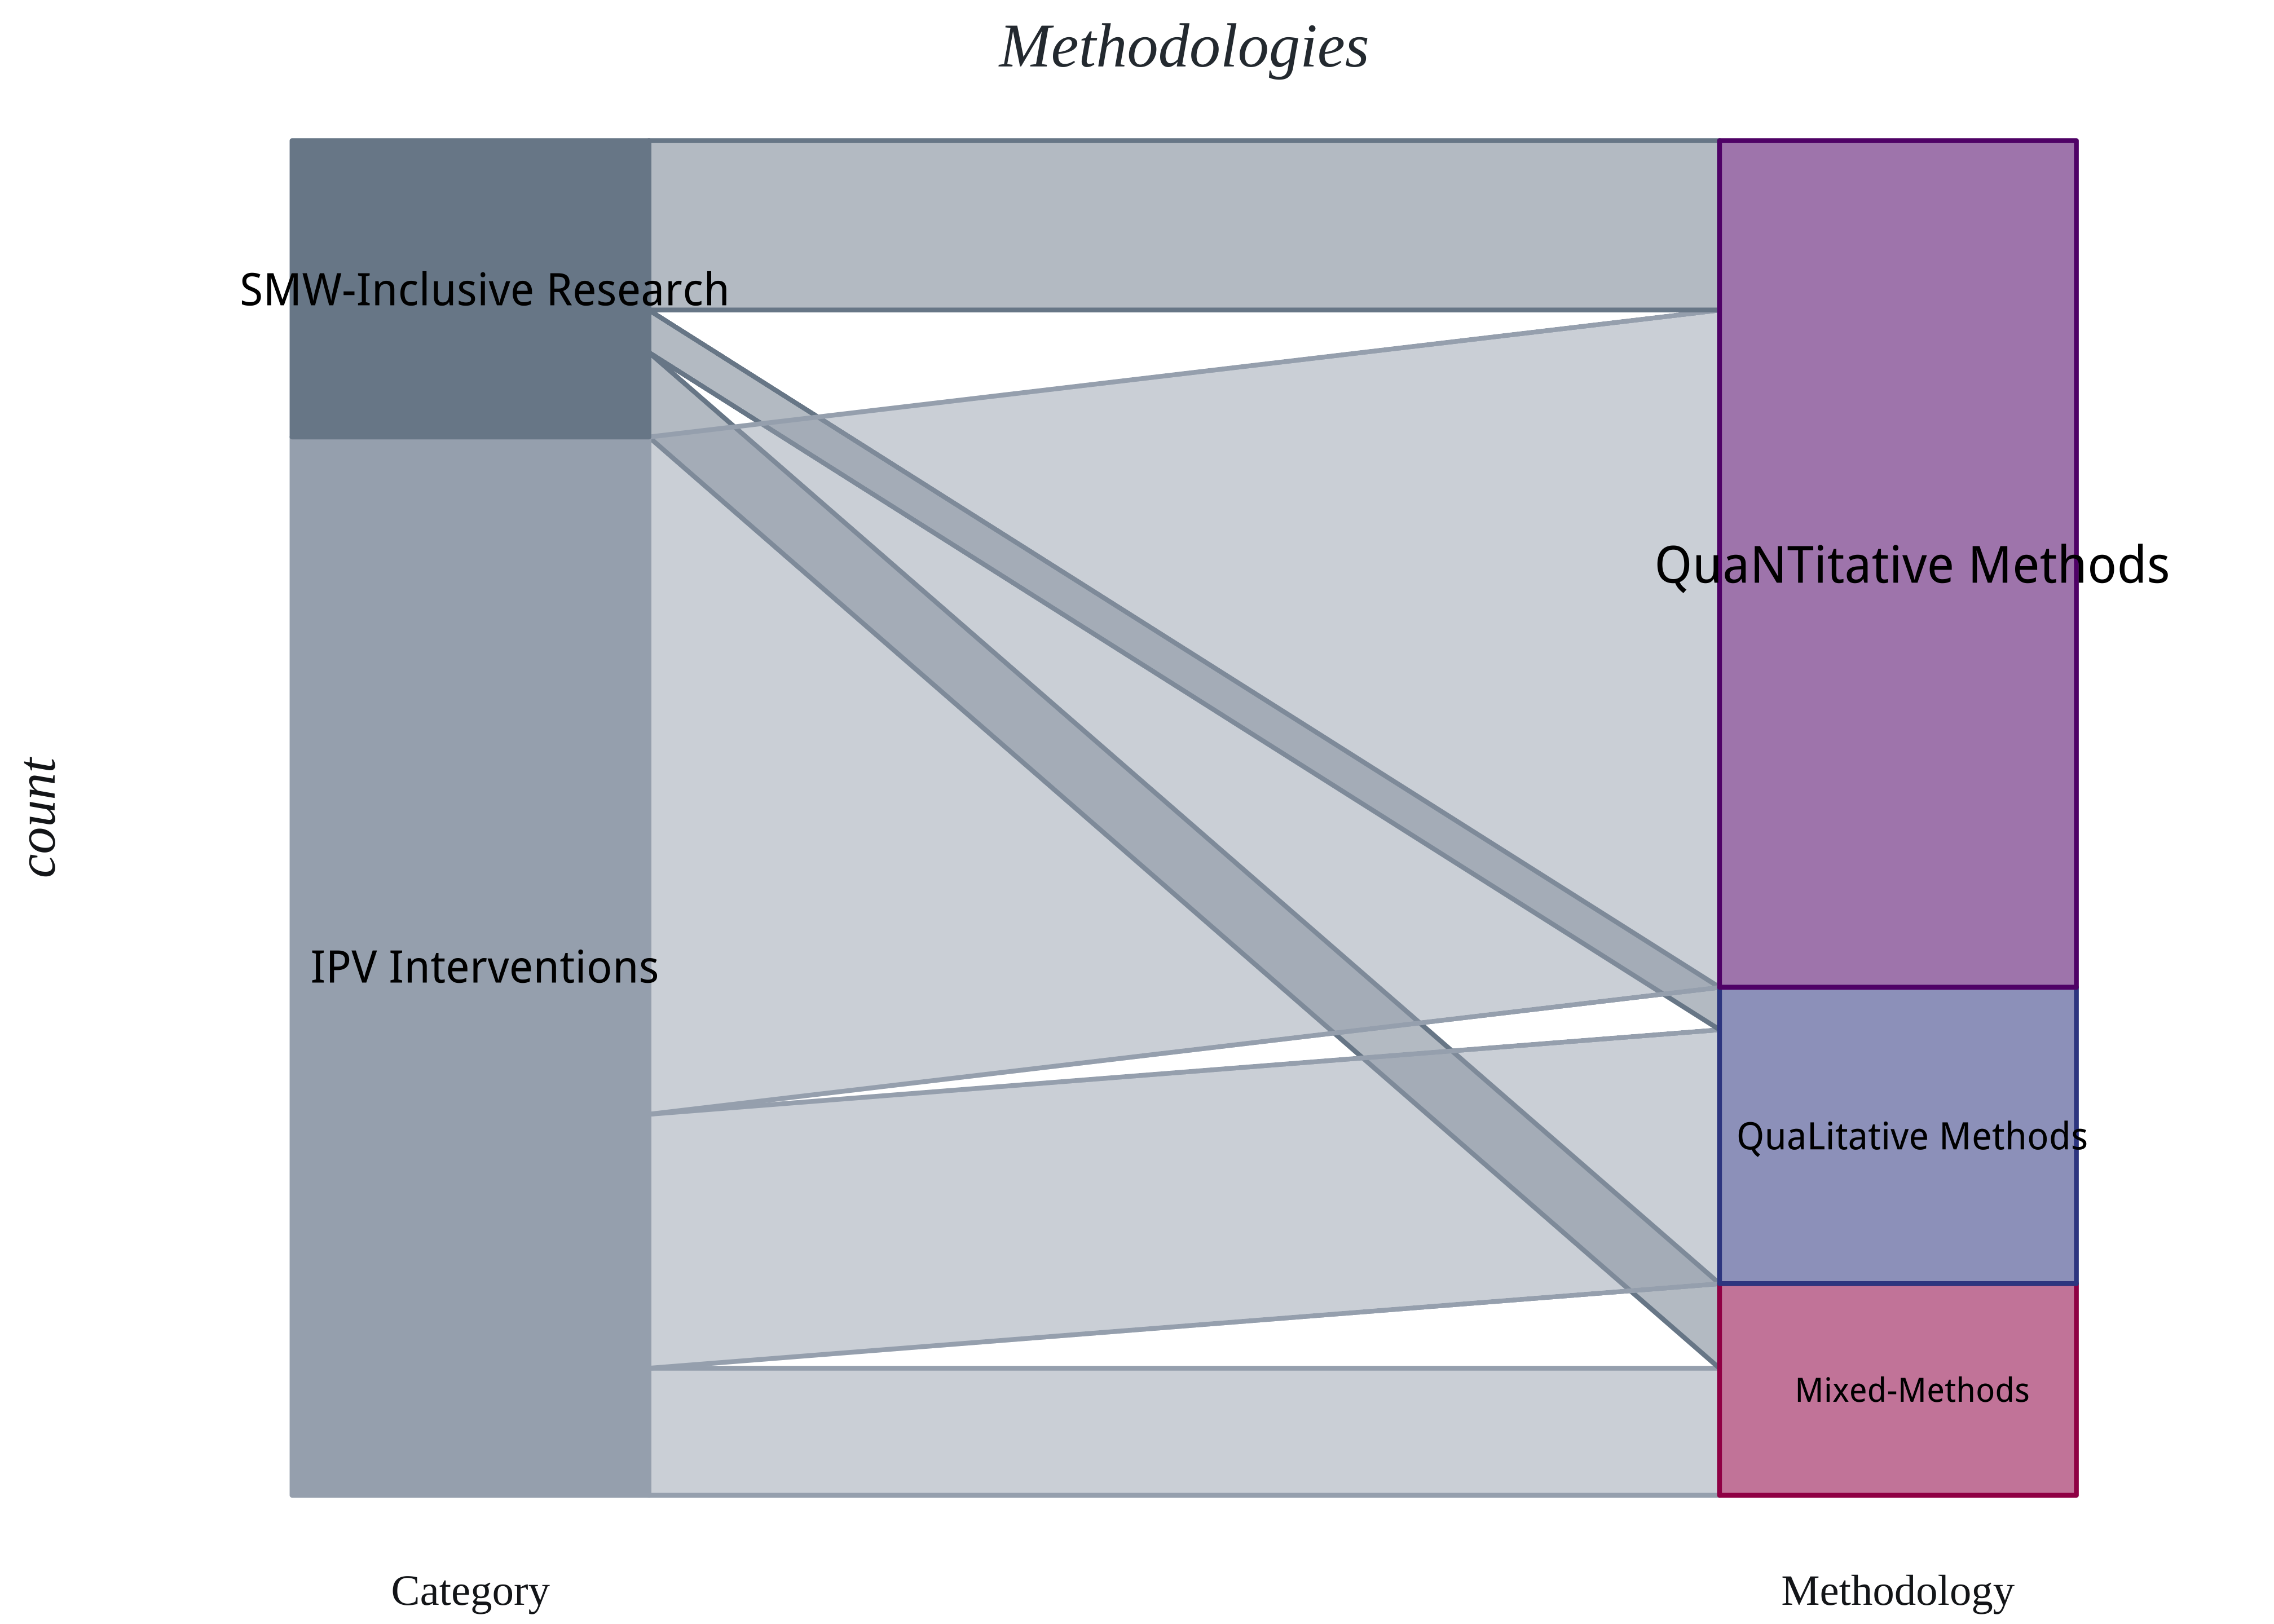 Methodologies
SMW-Inclusive Research
QuaNTitative Methods
count
IPV Interventions
QuaLitative Methods
Mixed-Methods
Category
Methodology